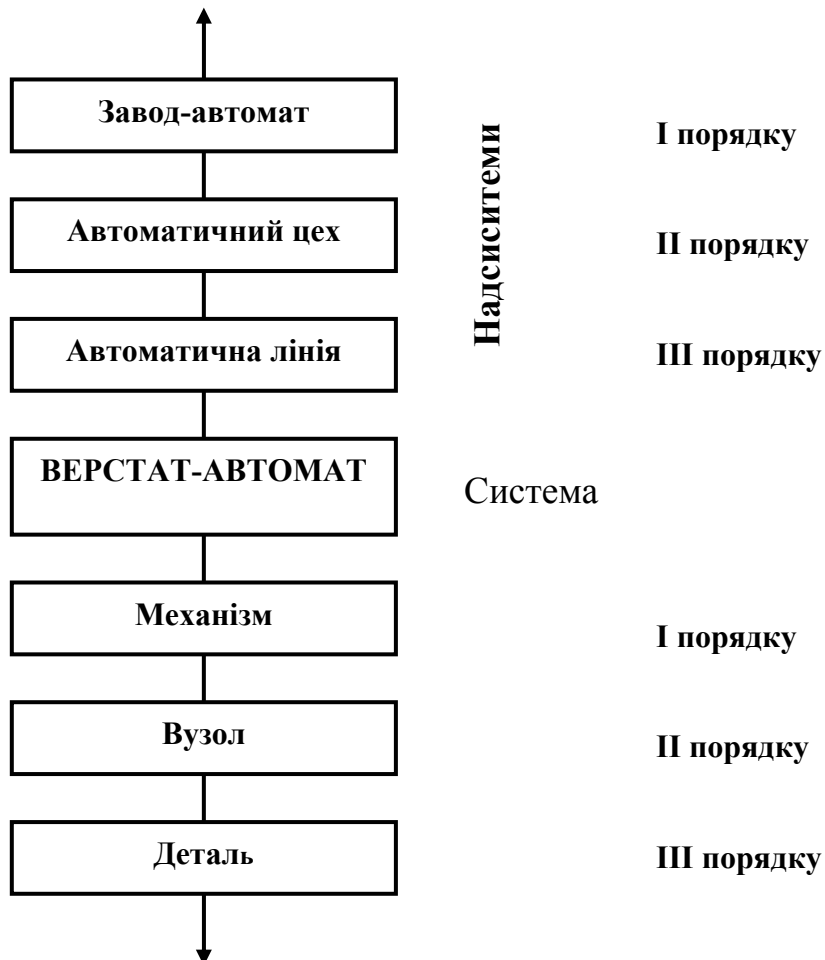 Завод-автомат
І порядку
Автоматичний цех
ІІ порядку
Надсиситеми
Автоматична лінія
ІІІ порядку
ВЕРСТАТ-АВТОМАТ
Система
Механізм
І порядку
Вузол
ІІ порядку
Деталь
ІІІ порядку